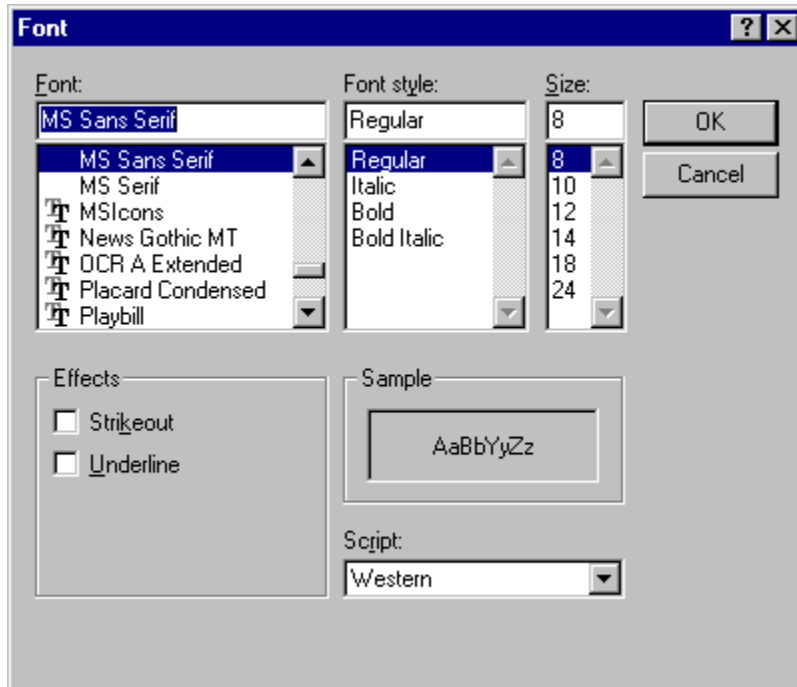 Font
Font:
MS Sans Serif
MS Sans Serif
MS Serif
MSIcons
News Gothic MT
OCR A Extended
Placard Condensed
Playbill
Font style:
Regular
Regular
Italic
Bold
Bold Italic
Size:
8
8
10
12
14
18
24
OK
Cancel
Effects
Strikeout
Underline
Sample
AaBbYyZz
Script:
Western